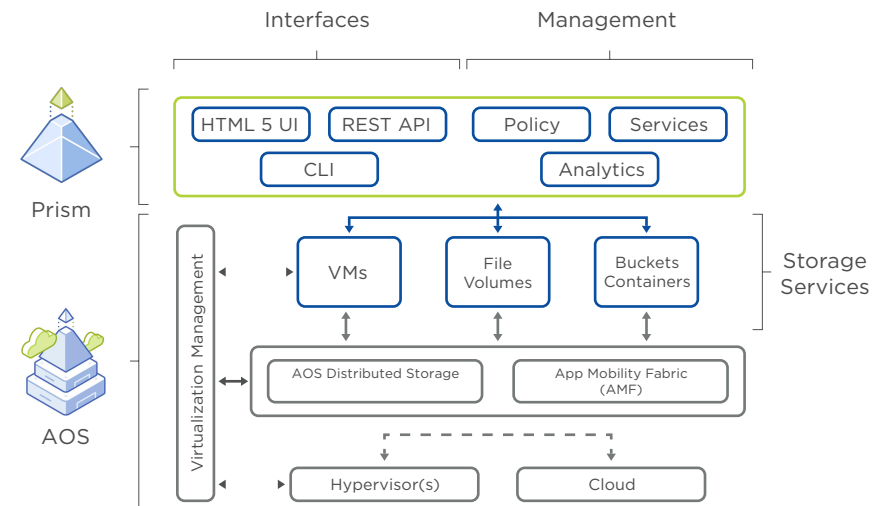 Interfaces
Management
HTML 5 UI
REST API
Policy
Services
CLI
Analytics
Prism
Virtualization Management
VMs
File
Volumes
Buckets
Containers
Storage
Services
AOS Distributed Storage
App Mobility Fabric
(AMF)
AOS
Hypervisor(s)
Cloud